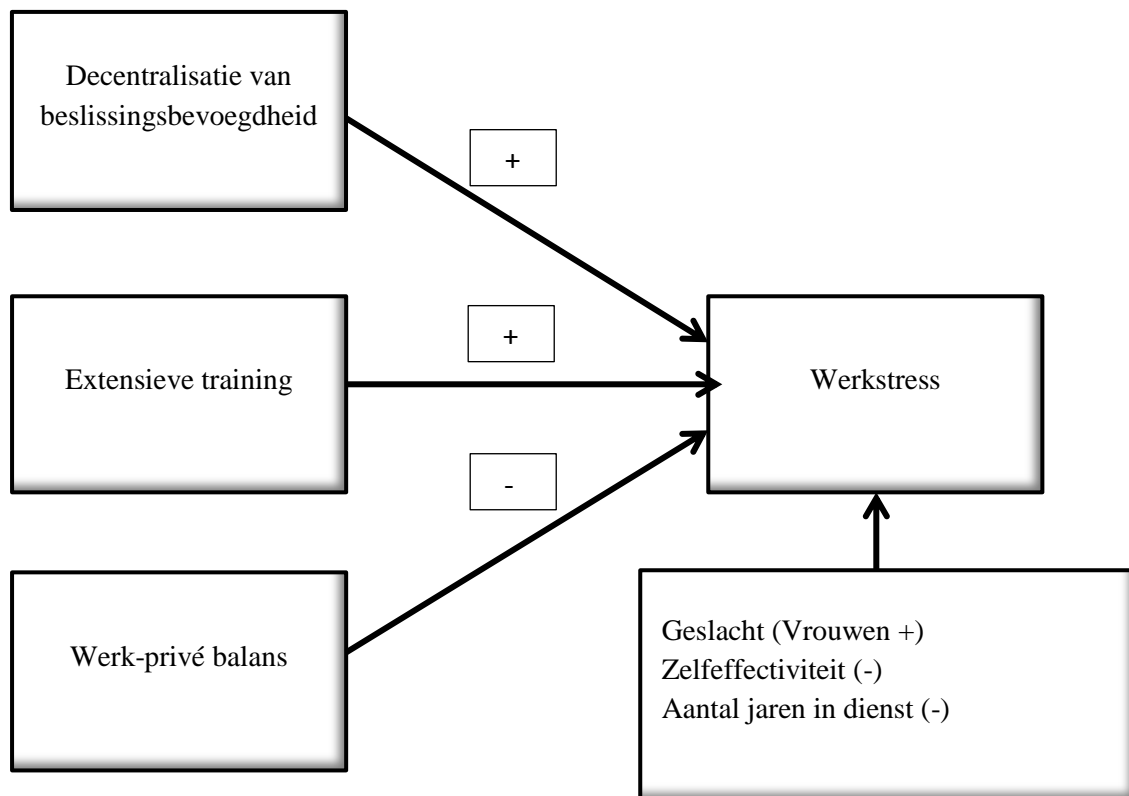 Decentralisatie van
beslissingsbevoegdheid
+
Extensieve training
+
Werkstress
-
Werk-privé balans
Geslacht (Vrouwen +)
Zelfeffectiviteit (-)
Aantal jaren in dienst (-)